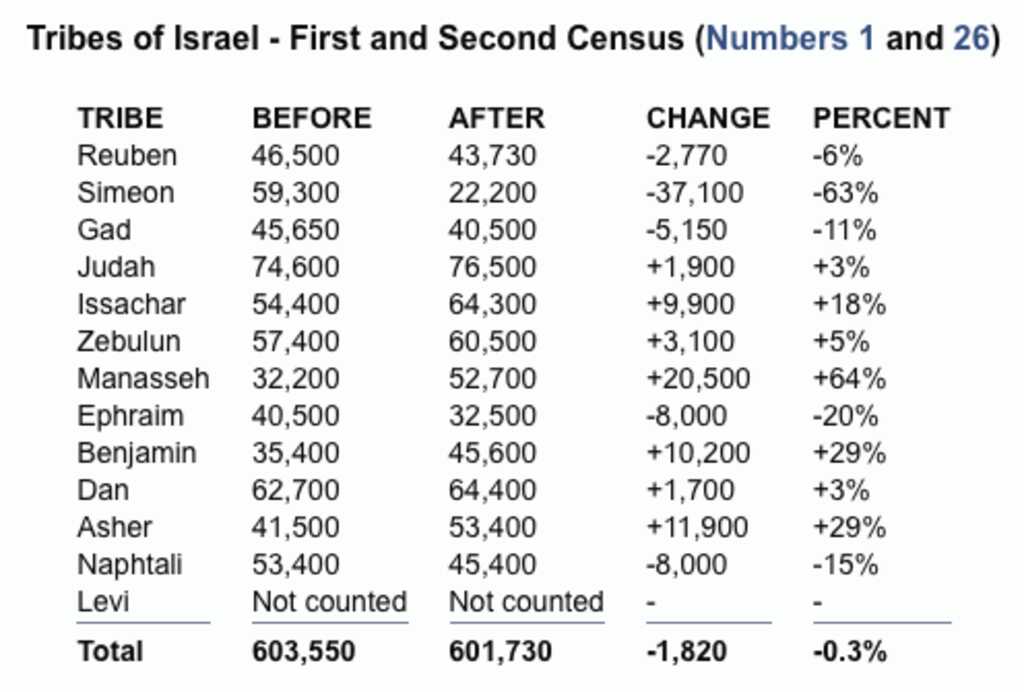 Tribes of Israel - First and Second Census (Numbers 1 and 26)
TRIBE BEFORE AFTER CHANGE PERCENT
Reuben 46,500 43,730 -2,770 -6%
Simeon 59,300 22,200 -37,100 -63%
Gad 45,650 40,500 -5,150 -11%
Judah 74,600 76,500 +1,900 +3%
Issachar 54,400 64,300 +9,900 +18%
Zebulun 57,400 60,500 +3,100 +5%
Manasseh 32,200 52,700 +20,500 +64%
Ephraim 40,500 32,500 -8,000 -20%
Benjamin 35,400 45,600 +10,200 +29%
Dan 62,700 64,400 +1,700 +3%
Asher 41,500 53,400 +11,900 +29%
Naphtali 53,400 45,400 -8,000 -15%
Levi Not counted Not counted - -
Total 603,550 601,730 -1,820 -0.3%